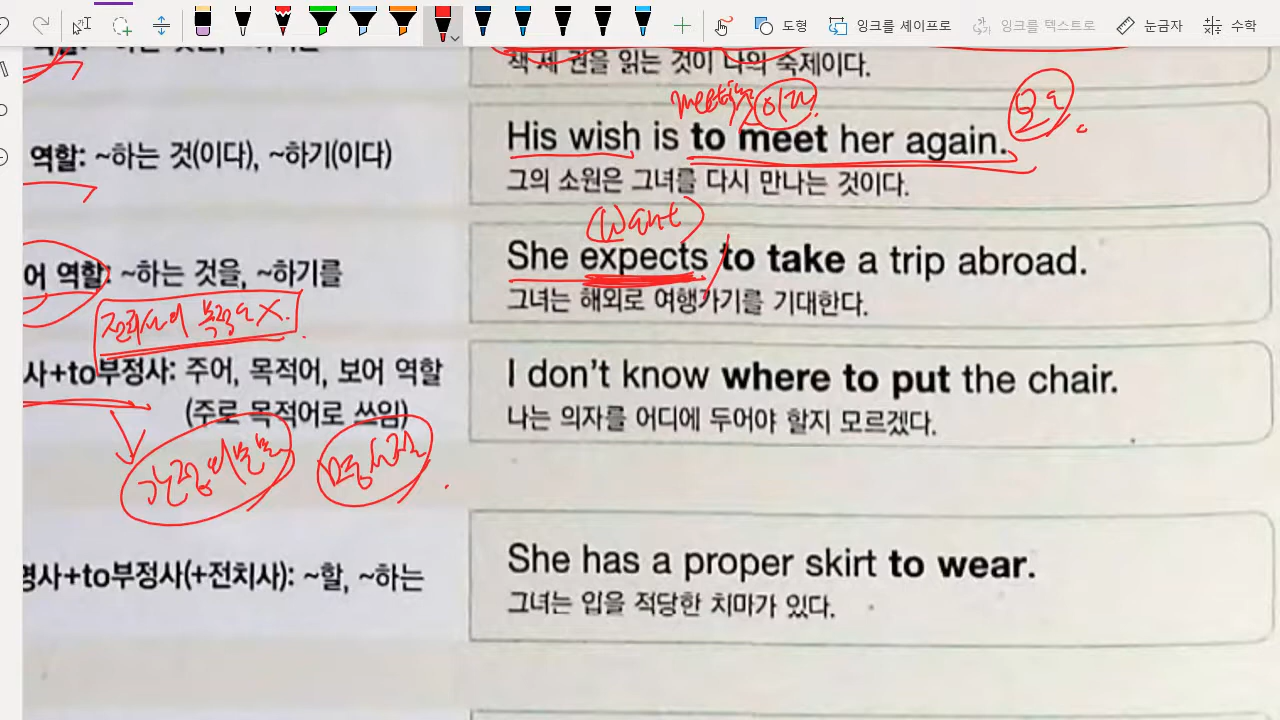 도형 잉크를 셰이프로 잉크를 텍스트로 눈금자 수학
책 세 권을 읽는 것이 나의 숙제이다.
meeting 이다
보어
역할: ~하는 것(이다), ~하기(이다)
His wish is to meet her again.
그의 소원은 그녀를 다시 만나는 것이다.
(want)
어 역할: ~하는 것을, ~하기를
She expects to take a trip abroad.
그녀는 해외로 여행가기를 기대한다.
전치사의 목적어 X.
사+to부정사: 주어, 목적어, 보어 역할
(주로 목적어로 쓰임)
I don't know where to put the chair.
나는 의자를 어디에 두어야 할지 모르겠다.
간접의문문 명사절
명사+to부정사(+전치사): ~할, ~하는
She has a proper skirt to wear.
그녀는 입을 적당한 치마가 있다.